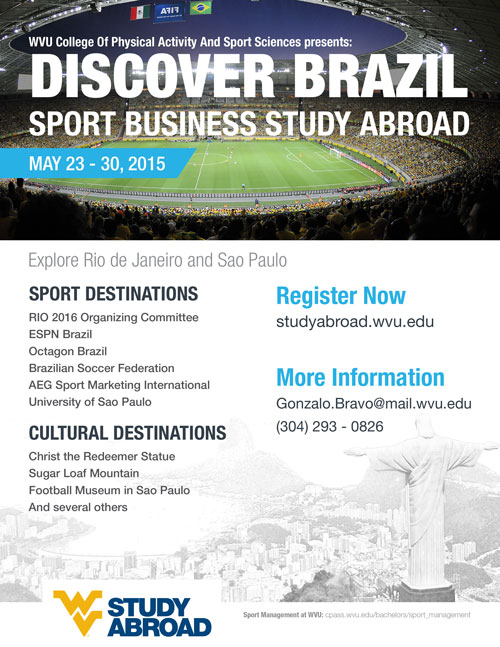 FIFA
WVU College Of Physical Activity And Sport Sciences presents:
DISCOVER BRAZIL
SPORT BUSINESS STUDY ABROAD
MAY 23 - 30, 2015
Explore Rio de Janeiro and Sao Paulo
SPORT DESTINATIONS
RIO 2016 Organizing Committee
ESPN Brazil
Octagon Brazil
Brazilian Soccer Federation
AEG Sport Marketing International
University of Sao Paulo
CULTURAL DESTINATIONS
Christ the Redeemer Statue
Sugar Loaf Mountain
Football Museum in Sao Paulo
And several others
Register Now
studyabroad.wvu.edu
More Information
Gonzalo.Bravo@mail.wvu.edu
(304) 293 - 0826
WV STUDY
ABROAD
Sport Management at WVU: cpass.wvu.edu/bachelors/sport_management